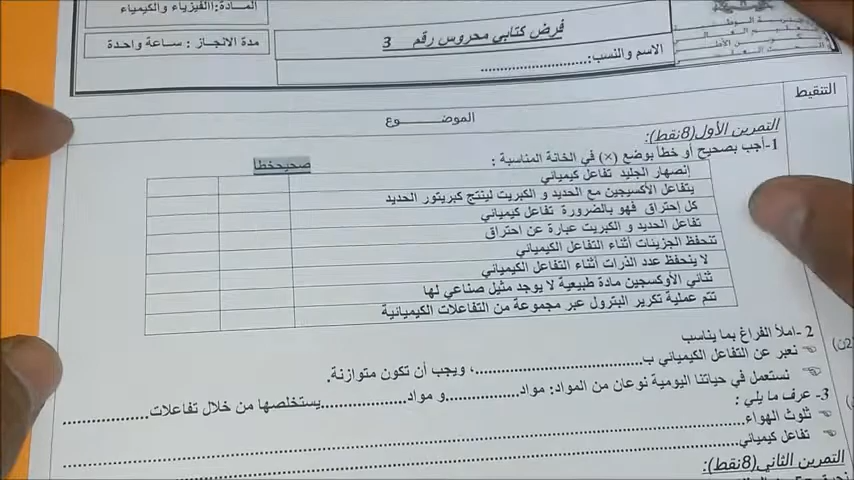 المادة:الفيزياء والكيمياء
مدة الانجاز : ساعة واحدة
فرض كتابي محروس رقم 3
الاسم والنسب:..............................
التنقيط
الموضـــــــــوع
التمرين الأول(8نقط):
1-أجب بصحيح أو خطأ بوضع (×) في الخانة المناسبة :
صحيحخطأ
إنصهار الجليد تفاعل كيميائي
يتفاعل الأكسيجين مع الحديد و الكبريت لينتج كبريتور الحديد
كل إحتراق فهو بالضرورة تفاعل كيميائي
تفاعل الحديد و الكبريت عبارة عن احتراق
تنحفظ الجزيئات أثناء التفاعل الكيميائي
لا ينحفظ عدد الذرات أثناء التفاعل الكيميائي
ثنائي الأوكسجين مادة طبيعية لا يوجد مثيل صناعي لها
تتم عملية تكرير البترول عبر مجموعة من التفاعلات الكيميائية
2 -املأ الفراغ بما يناسب
نعبر عن التفاعل الكيميائي ب..............................، ويجب أن تكون متوازنة.
نستعمل في حياتنا اليومية نوعان من المواد: مواد...............و مواد.................يستخلصها من خلال تفاعلات.................
3- عرف ما يلي :
تلوث الهواء..............................
تفاعل كيميائي..............................
التمرين الثاني(8نقط):